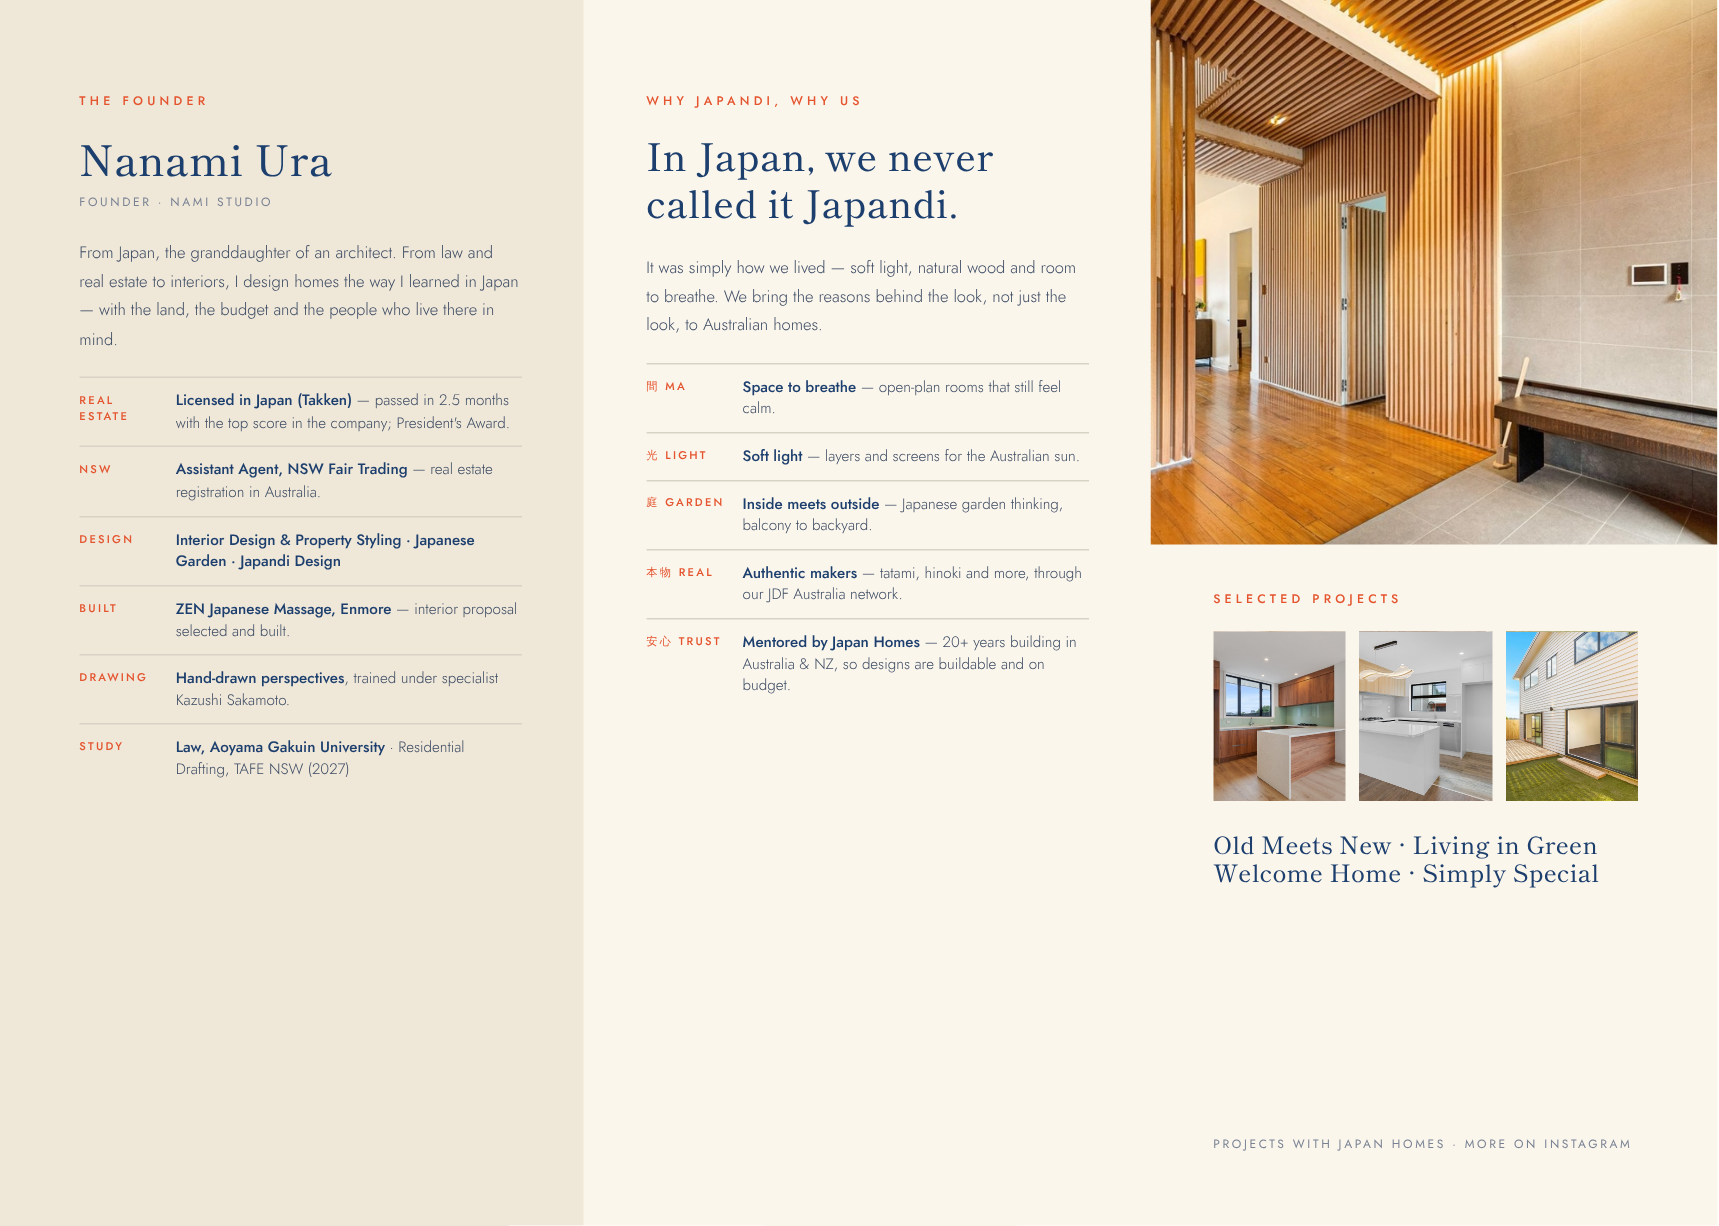 THE FOUNDER
Nanami Ura
FOUNDER · NAMI STUDIO
From Japan, the granddaughter of an architect. From law and
real estate to interiors, I design homes the way I learned in Japan
— with the land, the budget and the people who live there in
mind.
REAL
ESTATE
Licensed in Japan (Takken) — passed in 2.5 months
with the top score in the company; President's Award.
NSW
Assistant Agent, NSW Fair Trading — real estate
registration in Australia.
DESIGN
Interior Design & Property Styling · Japanese
Garden · Japandi Design
BUILT
ZEN Japanese Massage, Enmore — interior proposal
selected and built.
DRAWING
Hand-drawn perspectives, trained under specialist
Kazushi Sakamoto.
STUDY
Law, Aoyama Gakuin University · Residential
Drafting, TAFE NSW (2027)
WHY JAPANDI, WHY US
In Japan, we never
called it Japandi.
It was simply how we lived — soft light, natural wood and room
to breathe. We bring the reasons behind the look, not just the
look, to Australian homes.
間 MA
Space to breathe — open-plan rooms that still feel
calm.
光 LIGHT
Soft light — layers and screens for the Australian sun.
庭 GARDEN
Inside meets outside — Japanese garden thinking,
balcony to backyard.
本物 REAL
Authentic makers — tatami, hinoki and more, through
our JDF Australia network.
安心 TRUST
Mentored by Japan Homes — 20+ years building in
Australia & NZ, so designs are buildable and on
budget.
SELECTED PROJECTS
Old Meets New · Living in Green
Welcome Home · Simply Special
PROJECTS WITH JAPAN HOMES · MORE ON INSTAGRAM